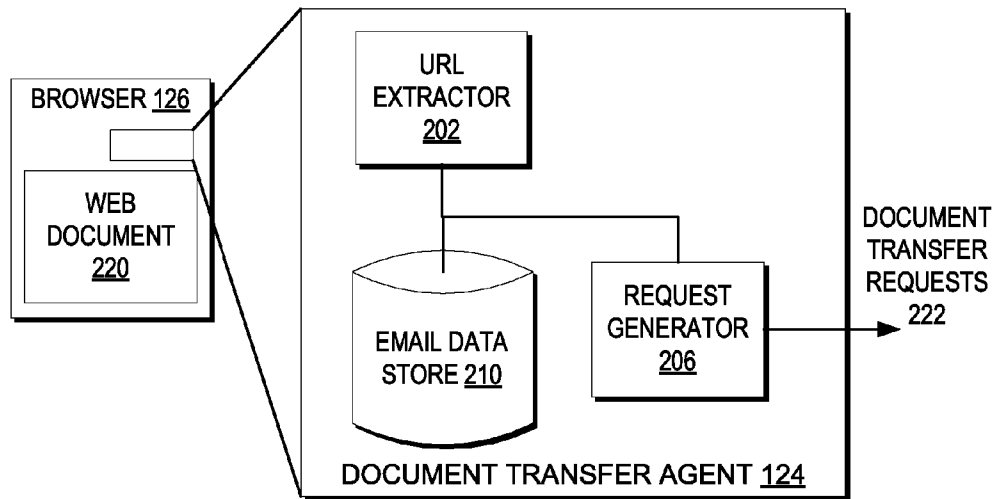 BROWSER 126
WEB
DOCUMENT
220
URL
EXTRACTOR
202
EMAIL DATA
STORE 210
REQUEST
GENERATOR
206
DOCUMENT
TRANSFER
REQUESTS
222
DOCUMENT TRANSFER AGENT 124